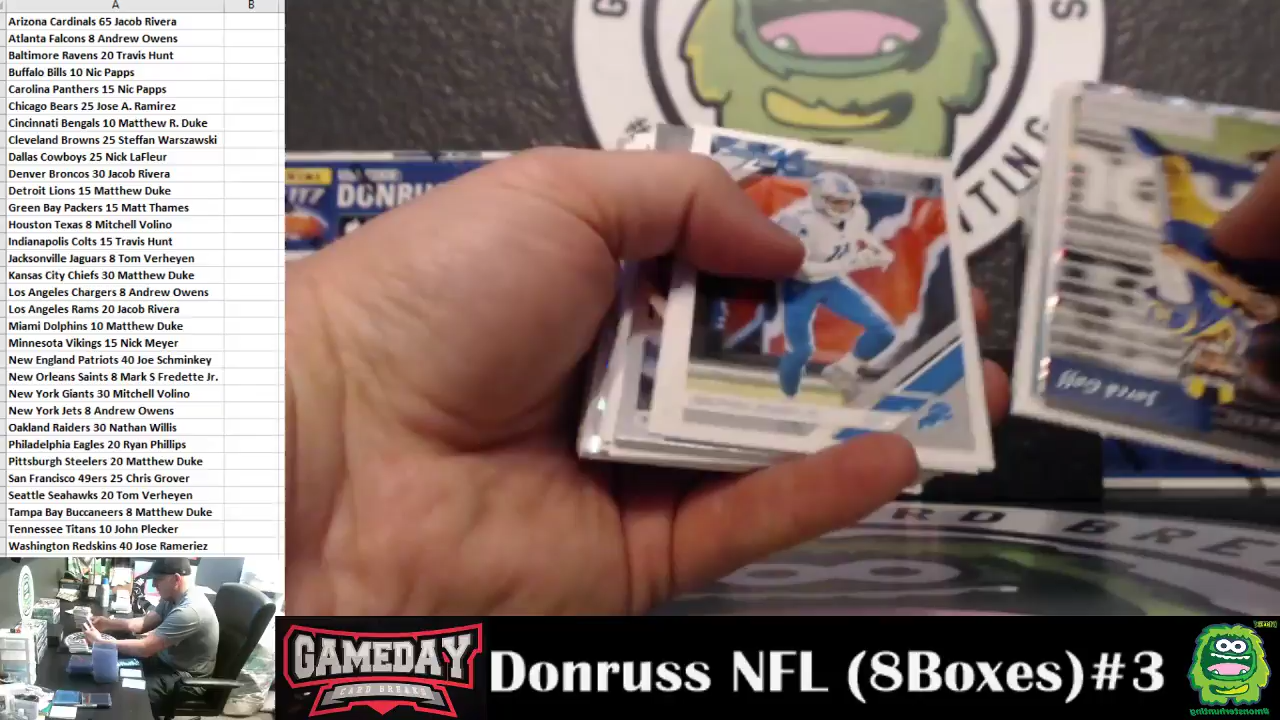 A B
Arizona Cardinals 65 Jacob Rivera
Atlanta Falcons 8 Andrew Owens
Baltimore Ravens 20 Travis Hunt
Buffalo Bills 10 Nic Papps
Carolina Panthers 15 Nic Papps
Chicago Bears 25 Jose A. Ramirez
Cincinnati Bengals 10 Matthew R. Duke
Cleveland Browns 25 Steffan Warszawski
Dallas Cowboys 25 Nick LaFleur
Denver Broncos 30 Jacob Rivera
Detroit Lions 15 Matthew Duke
Green Bay Packers 15 Matt Thames
Houston Texas 8 Mitchell Volino
Indianapolis Colts 15 Travis Hunt
Jacksonville Jaguars 8 Tom Verheyen
Kansas City Chiefs 30 Matthew Duke
Los Angeles Chargers 8 Andrew Owens
Los Angeles Rams 20 Jacob Rivera
Miami Dolphins 10 Matthew Duke
Minnesota Vikings 15 Nick Meyer
New England Patriots 40 Joe Schminkey
New Orleans Saints 8 Mark S Fredette Jr.
New York Giants 30 Mitchell Volino
New York Jets 8 Andrew Owens
Oakland Raiders 30 Nathan Willis
Philadelphia Eagles 20 Ryan Phillips
Pittsburgh Steelers 20 Matthew Duke
San Francisco 49ers 25 Chris Grover
Seattle Seahawks 20 Tom Verheyen
Tampa Bay Buccaneers 8 Matthew Duke
Tennessee Titans 10 John Plecker
Washington Redskins 40 Jose Rameriez
DONRU
Jared Goff
TING
CARD BRE
GAMEDAY
CARD BREAKS
Donruss NFL (8Boxes)#3
#monsterhunting